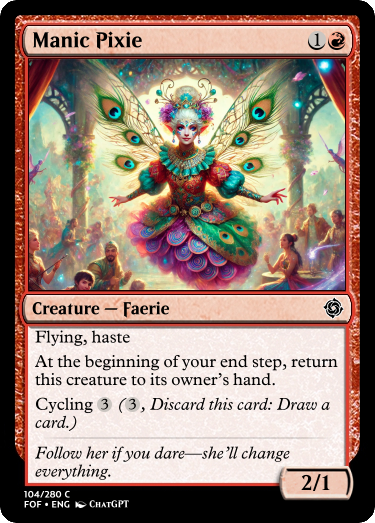 Manic Pixie 1
Creature — Faerie
Flying, haste
At the beginning of your end step, return
this creature to its owner's hand.
Cycling 3 (3, Discard this card: Draw a
card.)
Follow her if you dare—she'll change
everything.
2/1
104/280 C
FOF • ENG ChatGPT